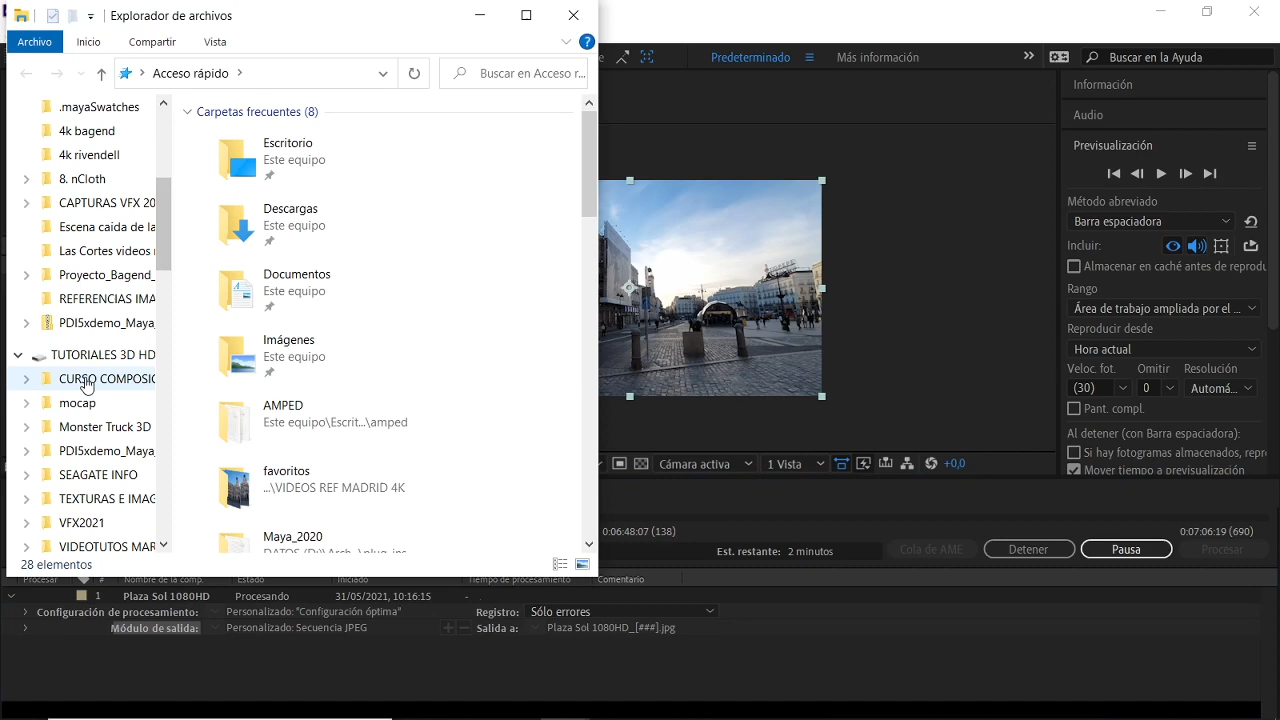 Explorador de archivos
Archivo Inicio Compartir Vista
Acceso rápido
Buscar en Acceso r...
.mayaSwatches
4k bagend
4k rivendell
8. nCloth
CAPTURAS VFX 20
Escena caída de la
Las Cortes videos
Proyecto_Bagend_
REFERENCIAS IMA
PDI5xdemo_Maya_
TUTORIALES 3D HD
CURSO COMPOSIC
mocap
Monster Truck 3D
PDI5xdemo_Maya_
SEAGATE INFO
TEXTURAS E IMAG
VFX2021
VIDEOTUTOS MAR
28 elementos
Carpetas frecuentes (8)
Escritorio
Este equipo
Descargas
Este equipo
Documentos
Este equipo
Imágenes
Este equipo
AMPED
Este equipo\Escrit...\amped
favoritos
...\VIDEOS REF MADRID 4K
Maya_2020
DATOS (D:)\Arch...\plug-ins
Predeterminado Más información
Buscar en la Ayuda
Información
Audio
Previsualización
Método abreviado
Barra espaciadora
Incluir:
Almacenar en caché antes de reprodu
Rango
Área de trabajo ampliada por el ...
Reproducir desde
Hora actual
Veloc. fot. Omitir Resolución
(30) 0 Automá...
Pant. compl.
Al detener (con Barra espaciadora):
Si hay fotogramas almacenados, repr
Mover tiempo a previsualización
Cámara activa 1 Vista +0,0
0:06:48:07 (138) 0:07:06:19 (690)
Est. restante: 2 minutos
Cola de AME Detener Pausa Procesar
Procesar # Nombre de la comp. Estado Iniciado Tiempo de procesamiento Comentario
1 Plaza Sol 1080HD Procesando 31/05/2021, 10:16:15 -
Configuración de procesamiento: Personalizado: "Configuración óptima" Registro: Sólo errores
Módulo de salida: Personalizado: Secuencia JPEG Salida a: Plaza Sol 1080HD_[###].jpg